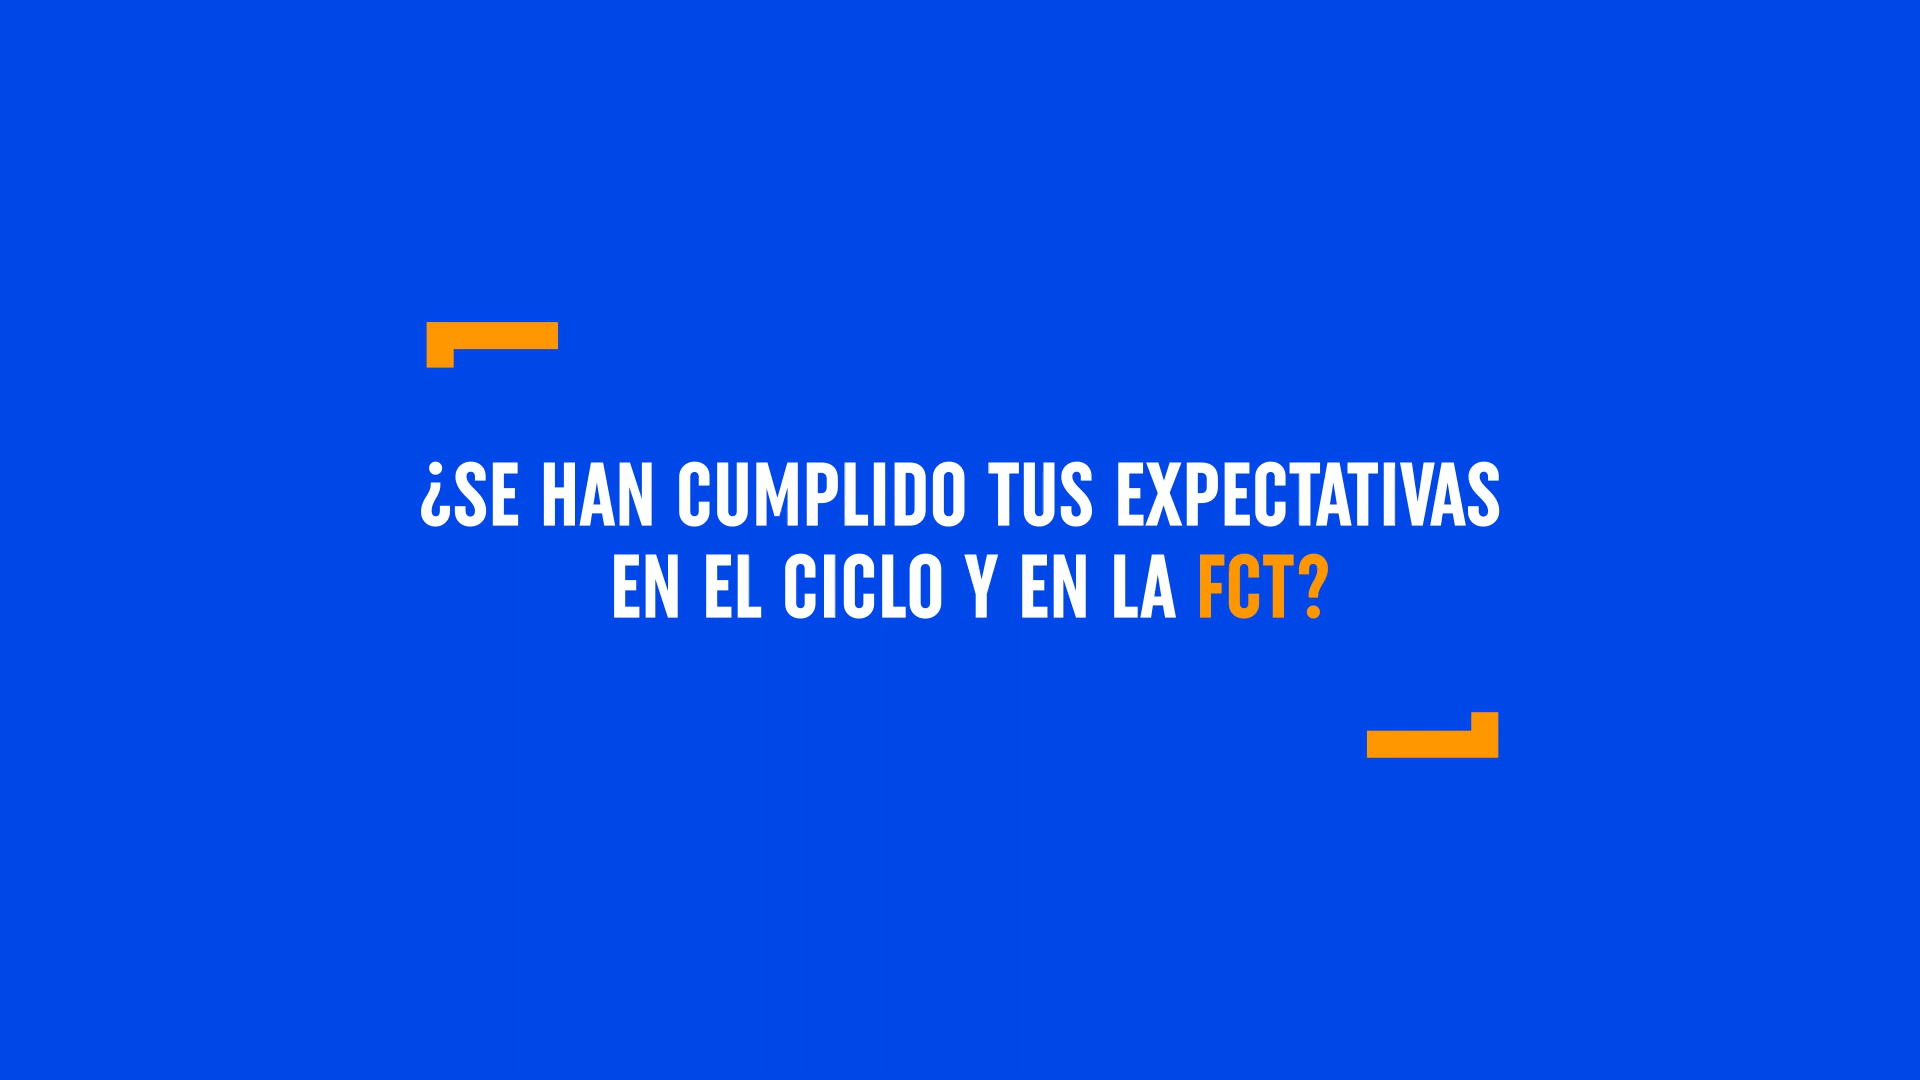 ¿SE HAN CUMPLIDO TUS EXPECTATIVAS
EN EL CICLO Y EN LA FCT?